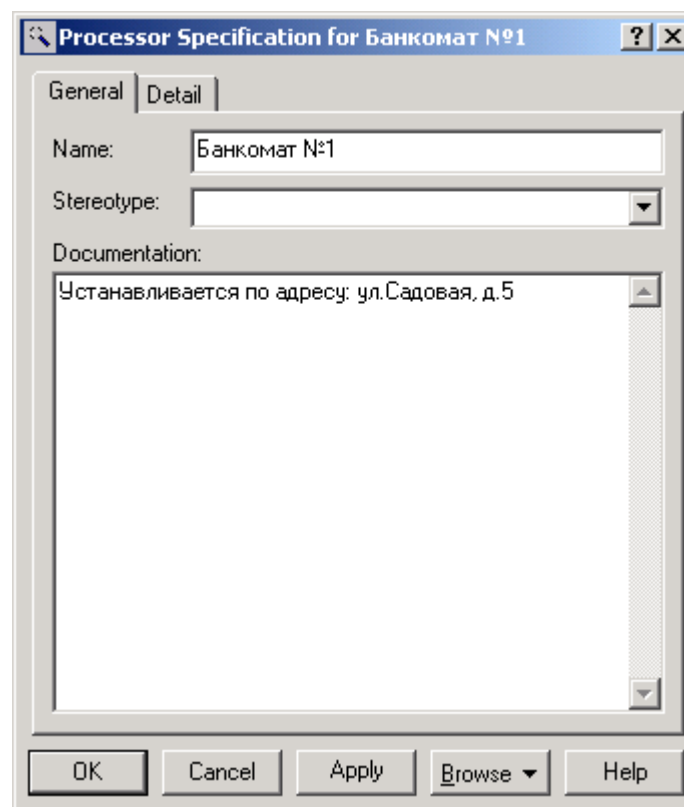 Processor Specification for Банкомат №1
General Detail
Name: Банкомат №1
Stereotype:
Documentation:
Устанавливается по адресу: ул.Садовая, д.5
OK Cancel Apply Browse Help